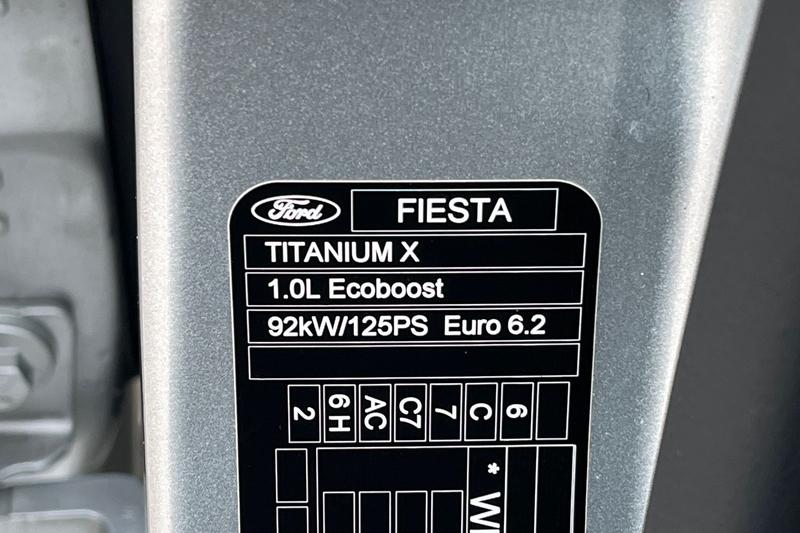 Ford FIESTA
TITANIUM X
1.0L Ecoboost
92kW/125PS Euro 6.2
2 6H AC C7 7 C 6
*